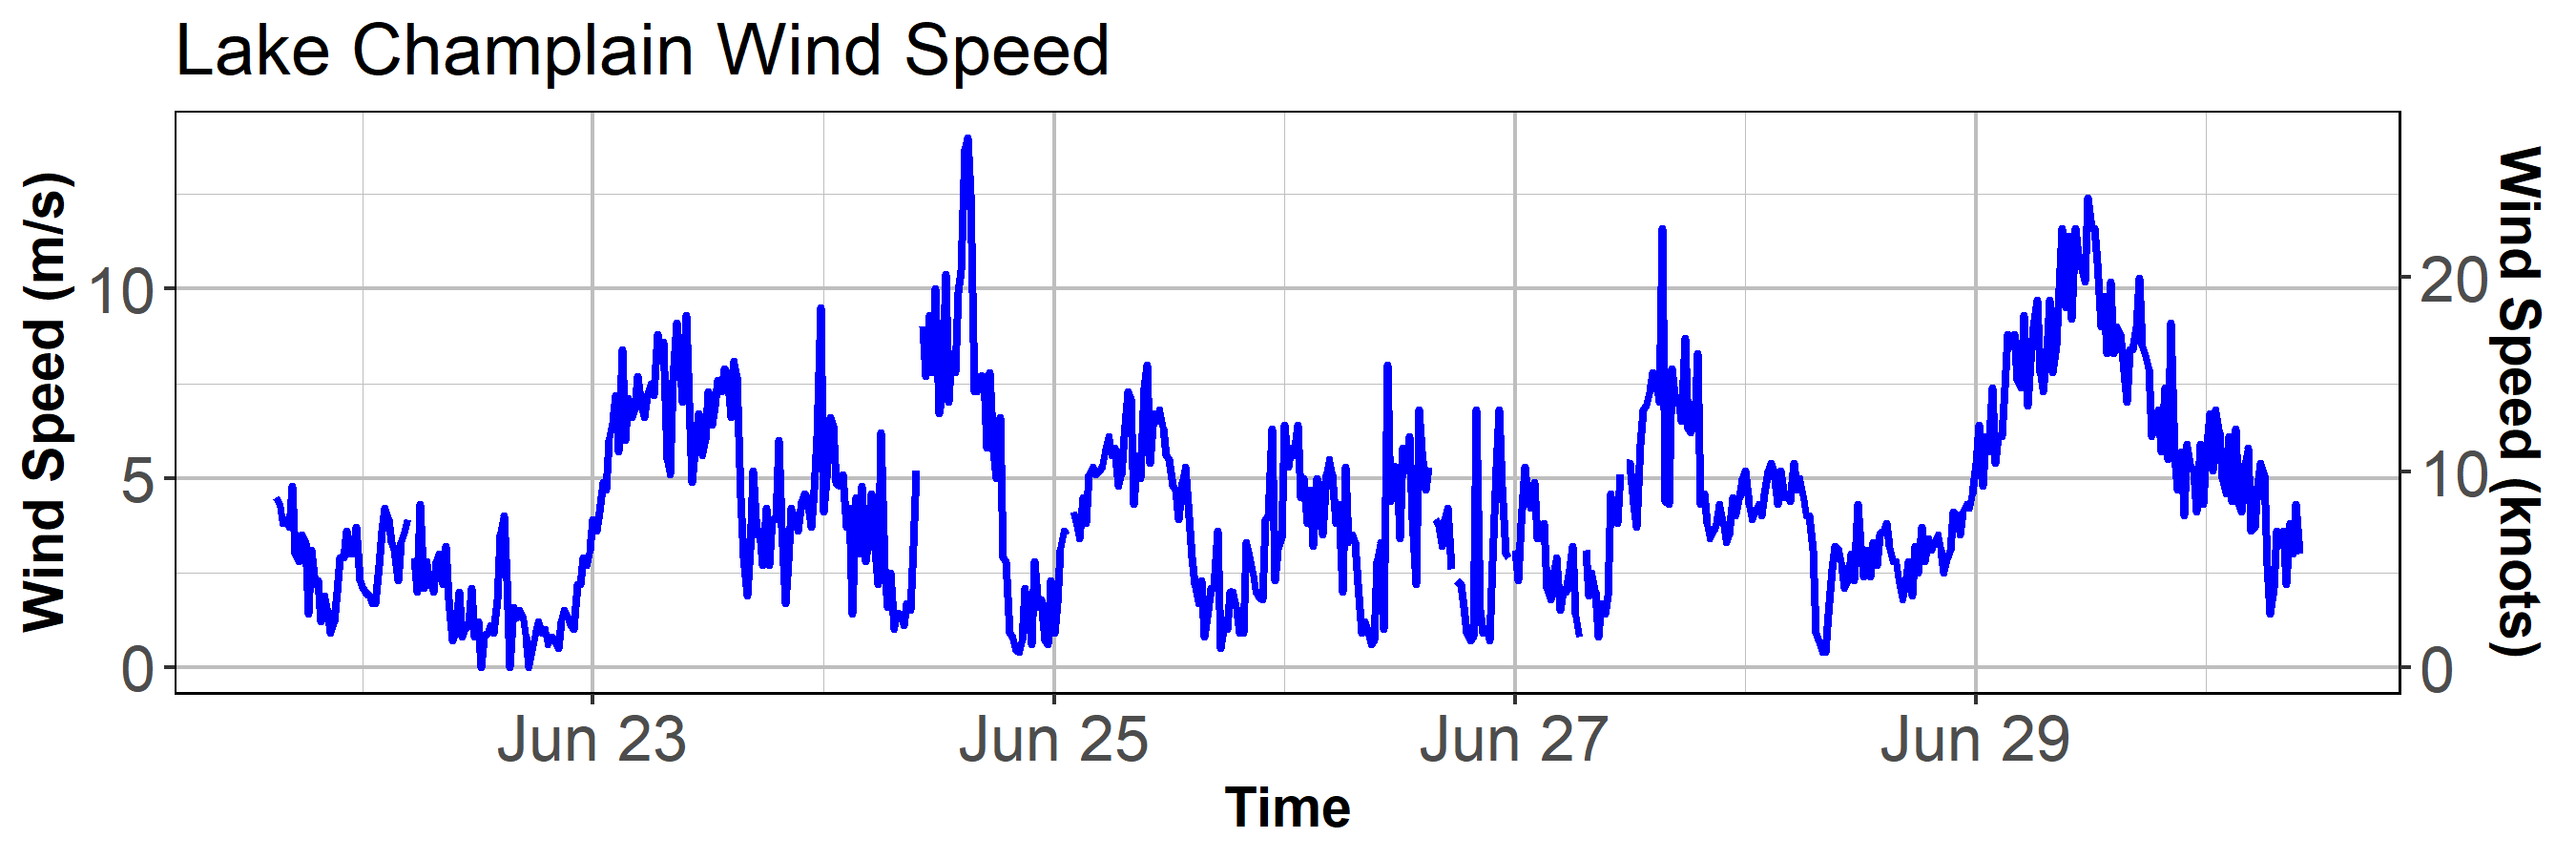 Lake Champlain Wind Speed
Wind Speed (m/s)
10
5
0
20
10
0
Wind Speed (knots)
Jun 23
Jun 25
Jun 27
Jun 29
Time